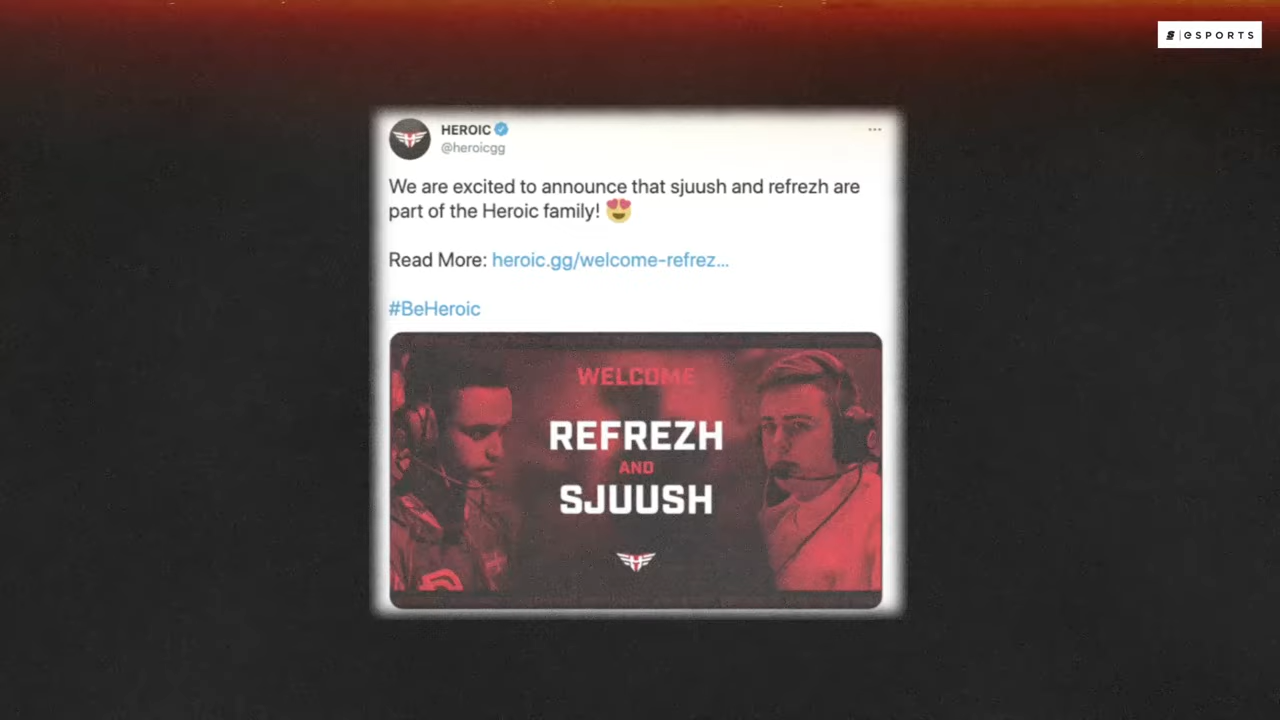 S|ESPORTS
HEROIC
@heroicgg
We are excited to announce that sjuush and refrezh are
part of the Heroic family! 😍
Read More: heroic.gg/welcome-refrez...
#BeHeroic
WELCOME
REFREZH
AND
SJUUSH